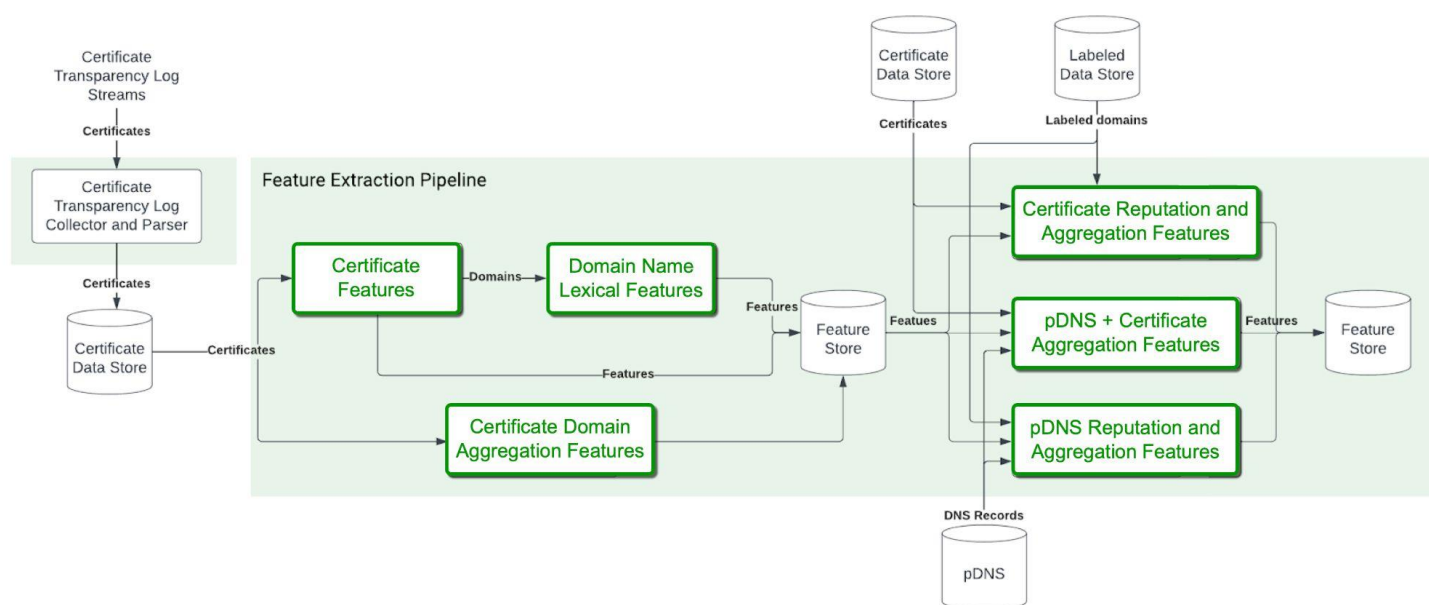 Certificate
Transparency Log
Streams
Certificates
Certificate
Transparency Log
Collector and Parser
Certificates
Certificate
Data Store
Certificates
Feature Extraction Pipeline
Certificate
Features
Domains
Domain Name
Lexical Features
Features
Features
Certificate Domain
Aggregation Features
Feature
Store
Featues
Certificate
Data Store
Certificates
Labeled
Data Store
Labeled domains
Certificate Reputation and
Aggregation Features
pDNS + Certificate
Aggregation Features
pDNS Reputation and
Aggregation Features
Features
Feature
Store
DNS Records
pDNS